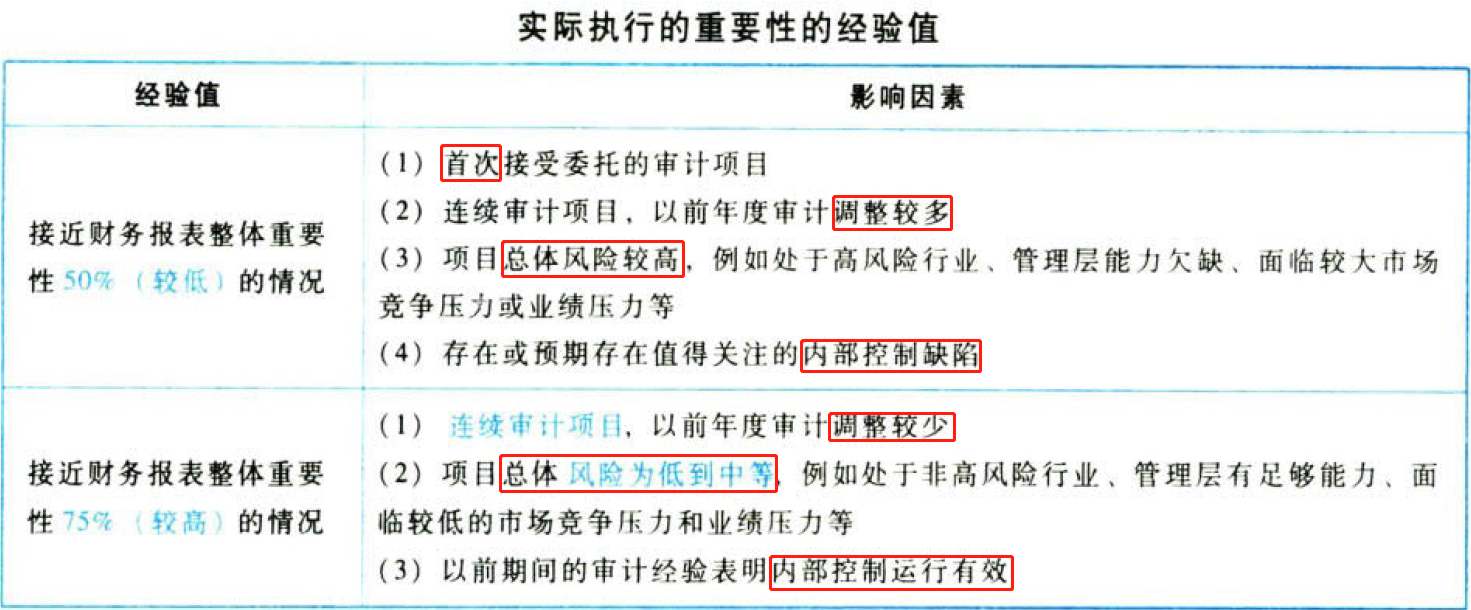 实际执行的重要性的经验值
经验值
影响因素
接近财务报表整体重要
性50%（较低）的情况
（1）首次接受委托的审计项目
（2）连续审计项目，以前年度审计调整较多
（3）项目总体风险较高，例如处于高风险行业、管理层能力欠缺、面临较大市场
竞争压力或业绩压力等
（4）存在或预期存在值得关注的内部控制缺陷
接近财务报表整体重要
性75%（较高）的情况
（1）连续审计项目，以前年度审计调整较少
（2）项目总体风险为低到中等，例如处于非高风险行业、管理层有足够能力、面
临较低的市场竞争压力和业绩压力等
（3）以前期间的审计经验表明内部控制运行有效